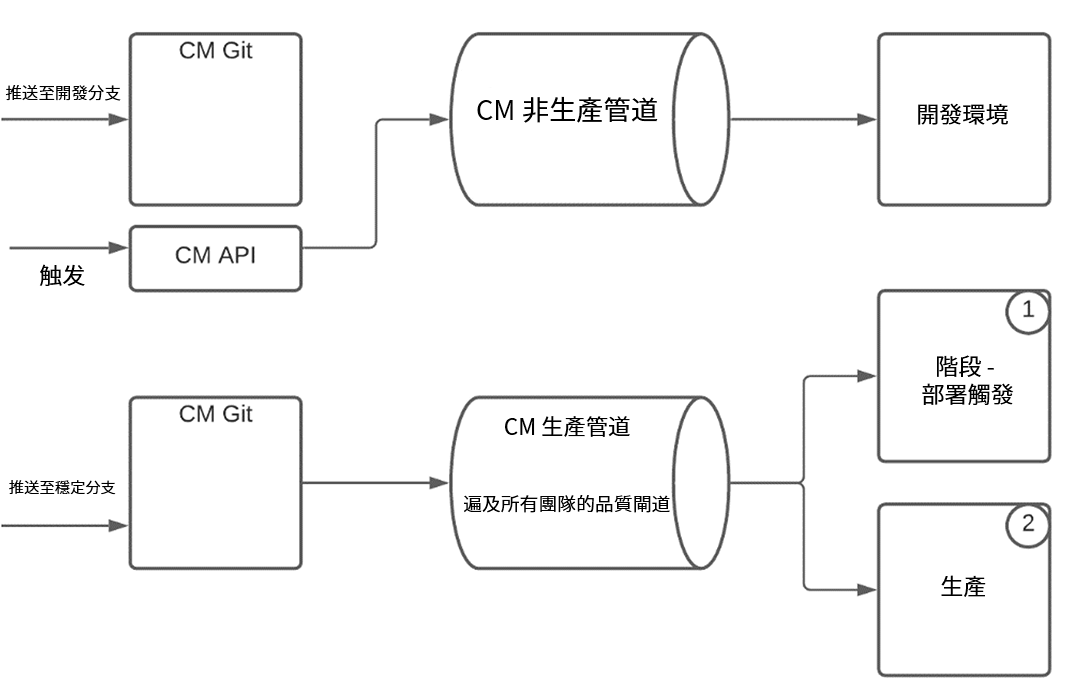 CM Git
推送至開發分支
CM 非生產管道
開發環境
CM API
触发
1
階段 -
部署觸發
CM Git
CM 生產管道
推送至穩定分支
遍及所有團隊的品質閘道
2
生產